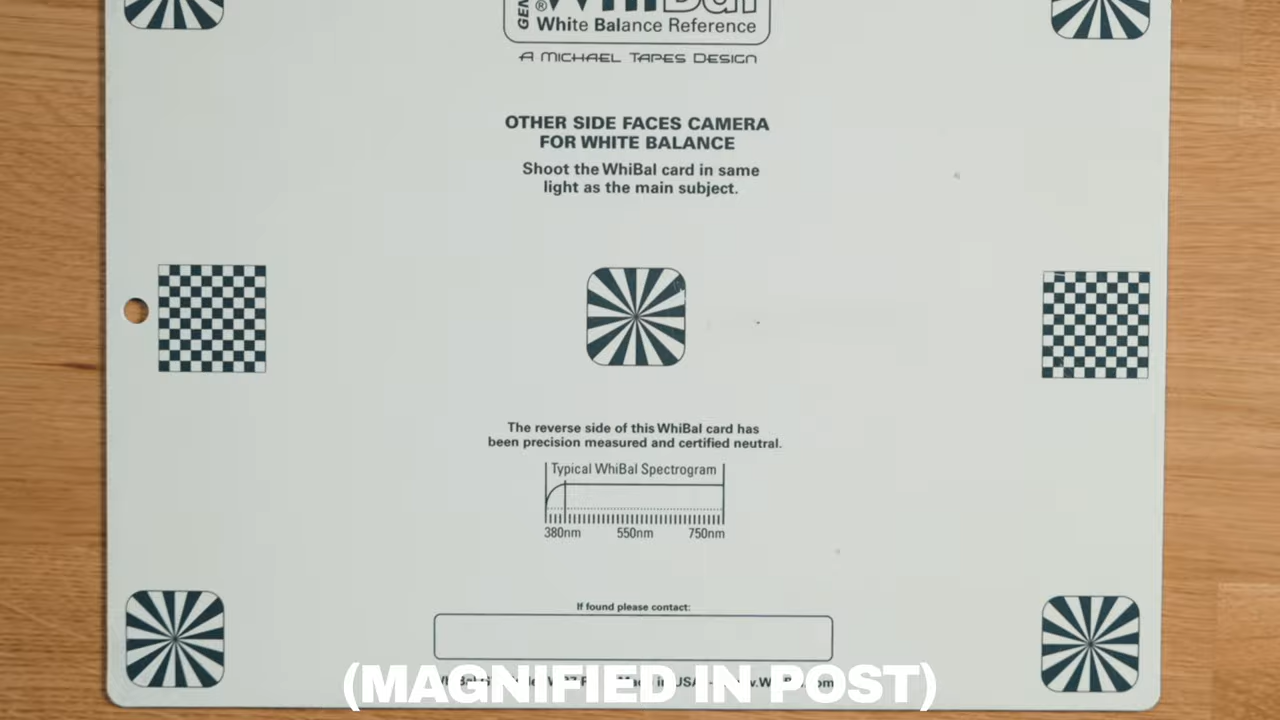 GEN
® WhiBal
White Balance Reference
A MICHAEL TAPES DESIGN
OTHER SIDE FACES CAMERA
FOR WHITE BALANCE
Shoot the WhiBal card in same
light as the main subject.
The reverse side of this WhiBal card has
been precision measured and certified neutral.
Typical WhiBal Spectrogram
380nm 550nm 750nm
If found please contact:
(MAGNIFIED IN POST)